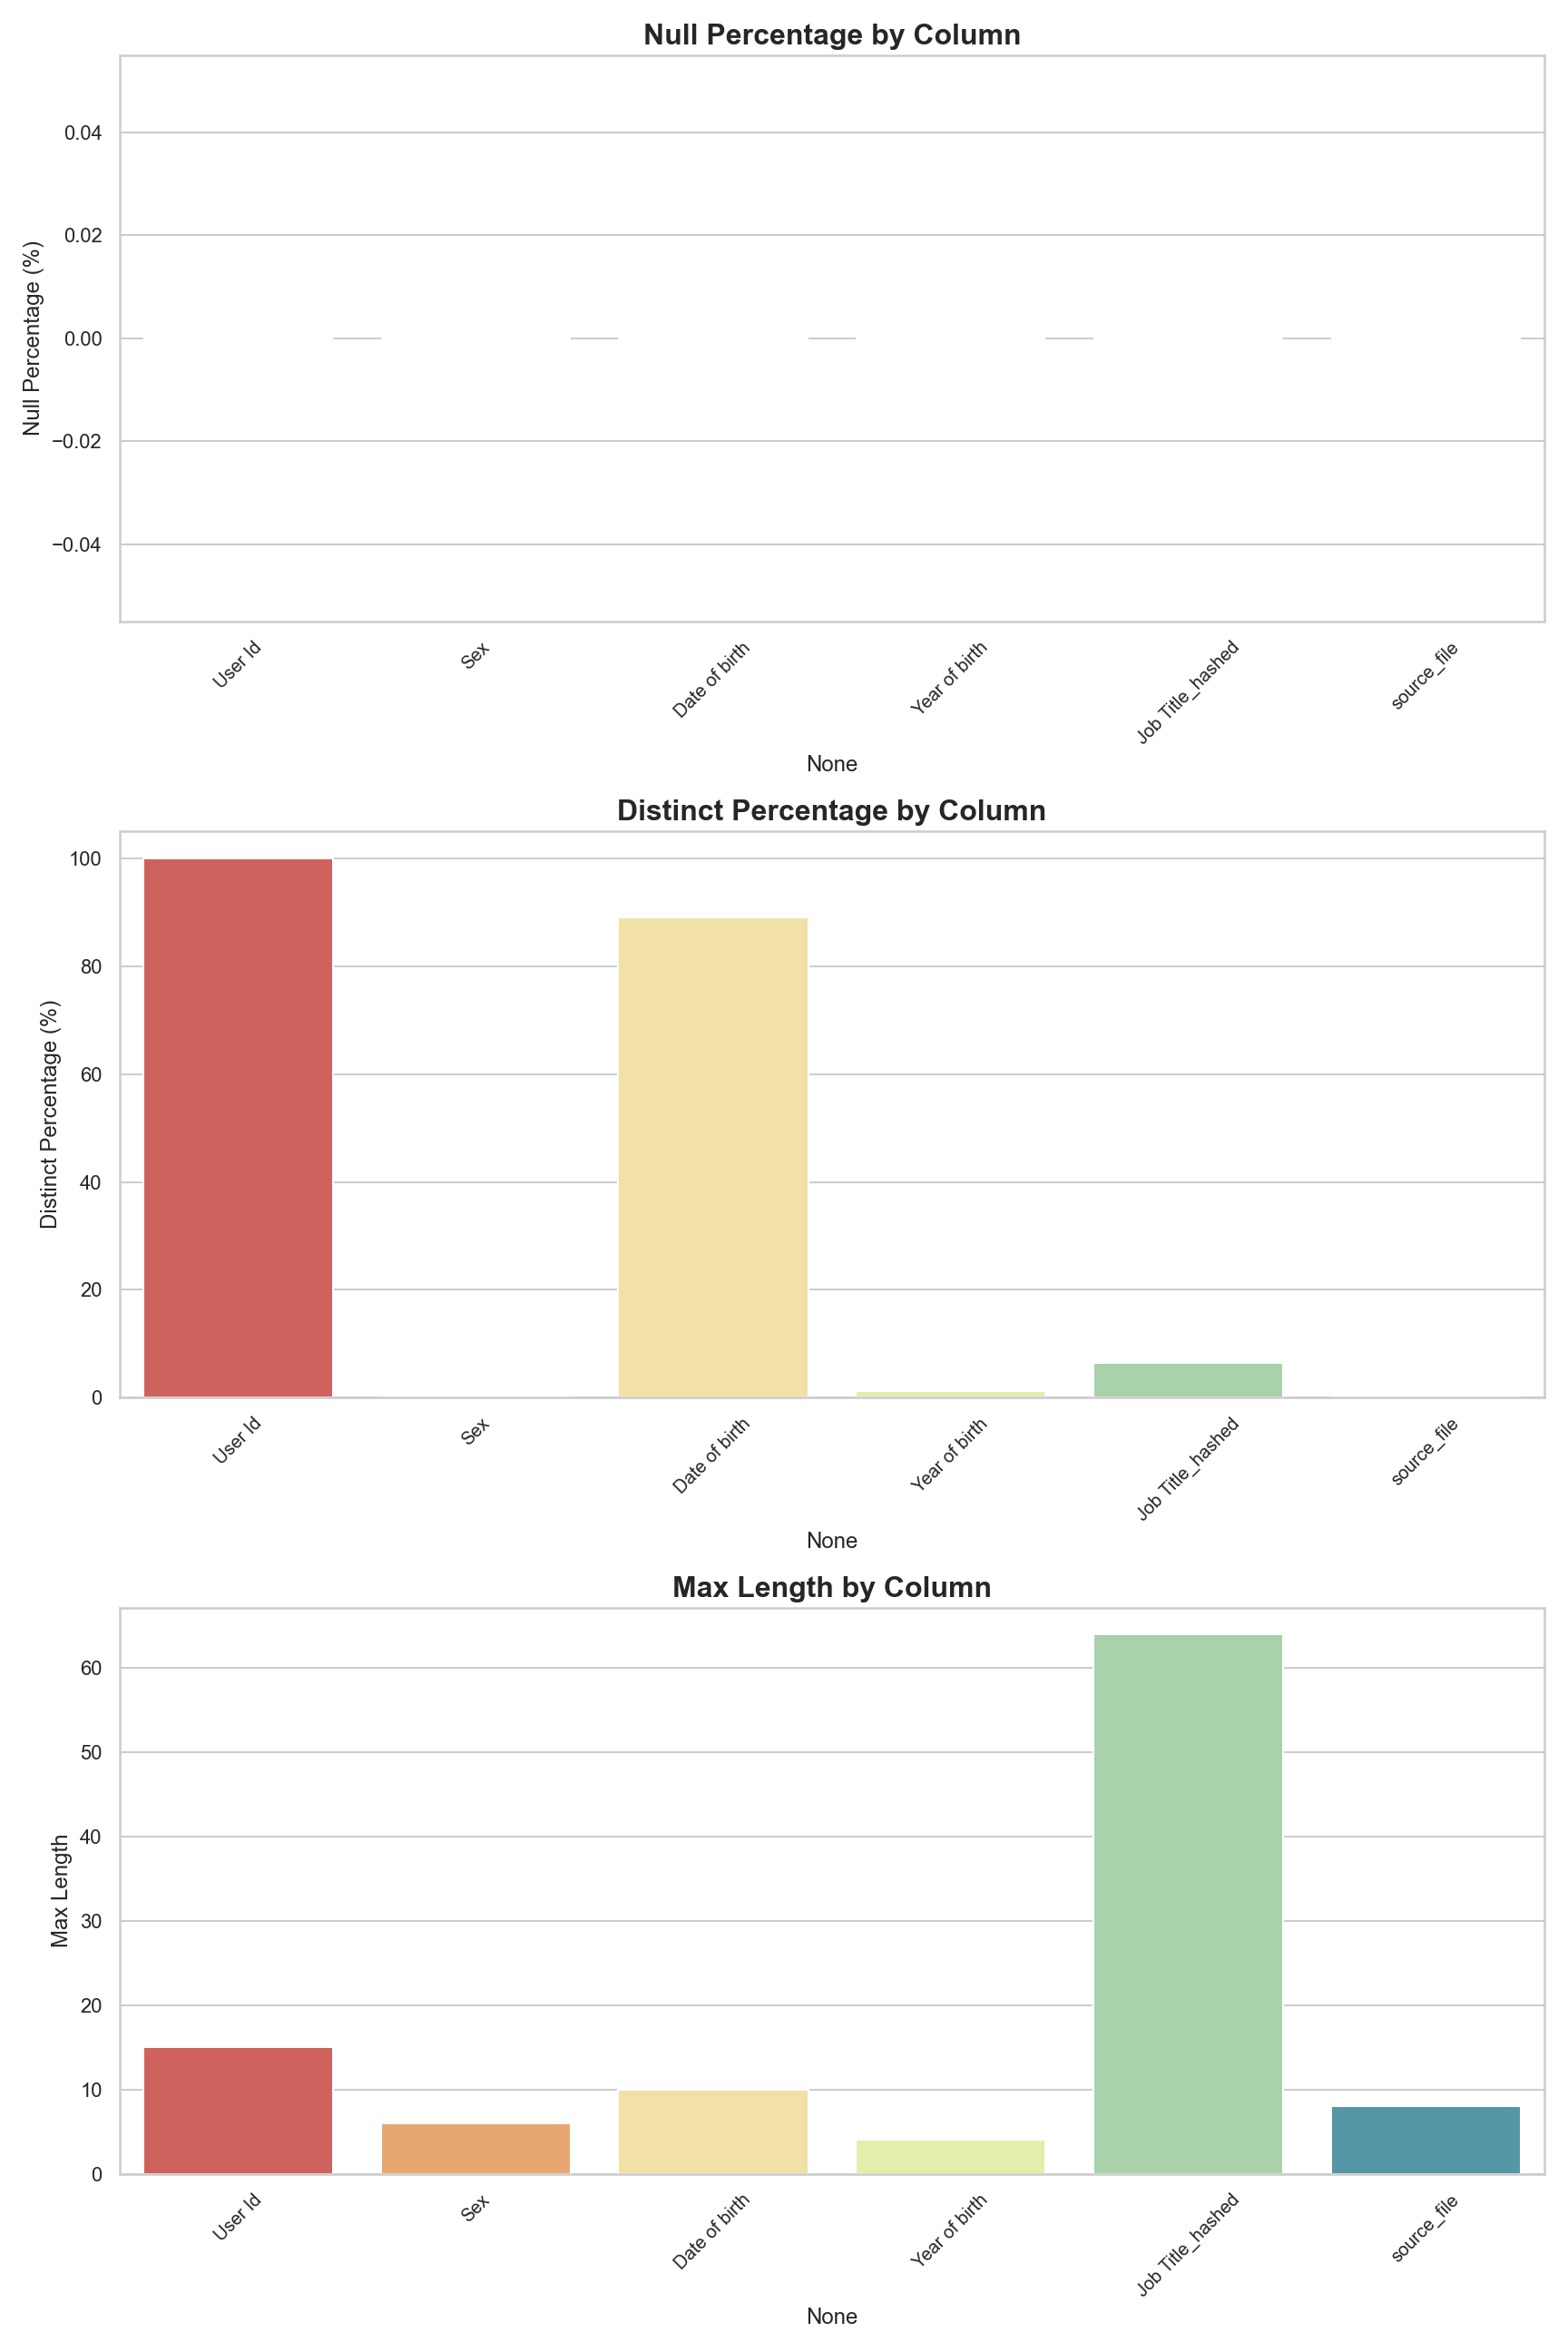 Null Percentage by Column
Null Percentage (%)
0.04
0.02
0.00
−0.02
−0.04
User Id
Sex
Date of birth
Year of birth
Job Title_hashed
source_file
None
Distinct Percentage by Column
Distinct Percentage (%)
100
80
60
40
20
0
User Id
Sex
Date of birth
Year of birth
Job Title_hashed
source_file
None
Max Length by Column
Max Length
60
50
40
30
20
10
0
User Id
Sex
Date of birth
Year of birth
Job Title_hashed
source_file
None